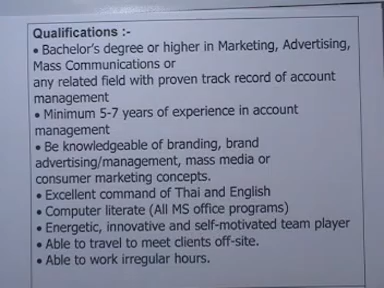 Qualifications :-
• Bachelor's degree or higher in Marketing, Advertising,
Mass Communications or
any related field with proven track record of account
management
• Minimum 5-7 years of experience in account
management
• Be knowledgeable of branding, brand
advertising/management, mass media or
consumer marketing concepts.
• Excellent command of Thai and English
• Computer literate (All MS office programs)
• Energetic, innovative and self-motivated team player
• Able to travel to meet clients off-site.
• Able to work irregular hours.